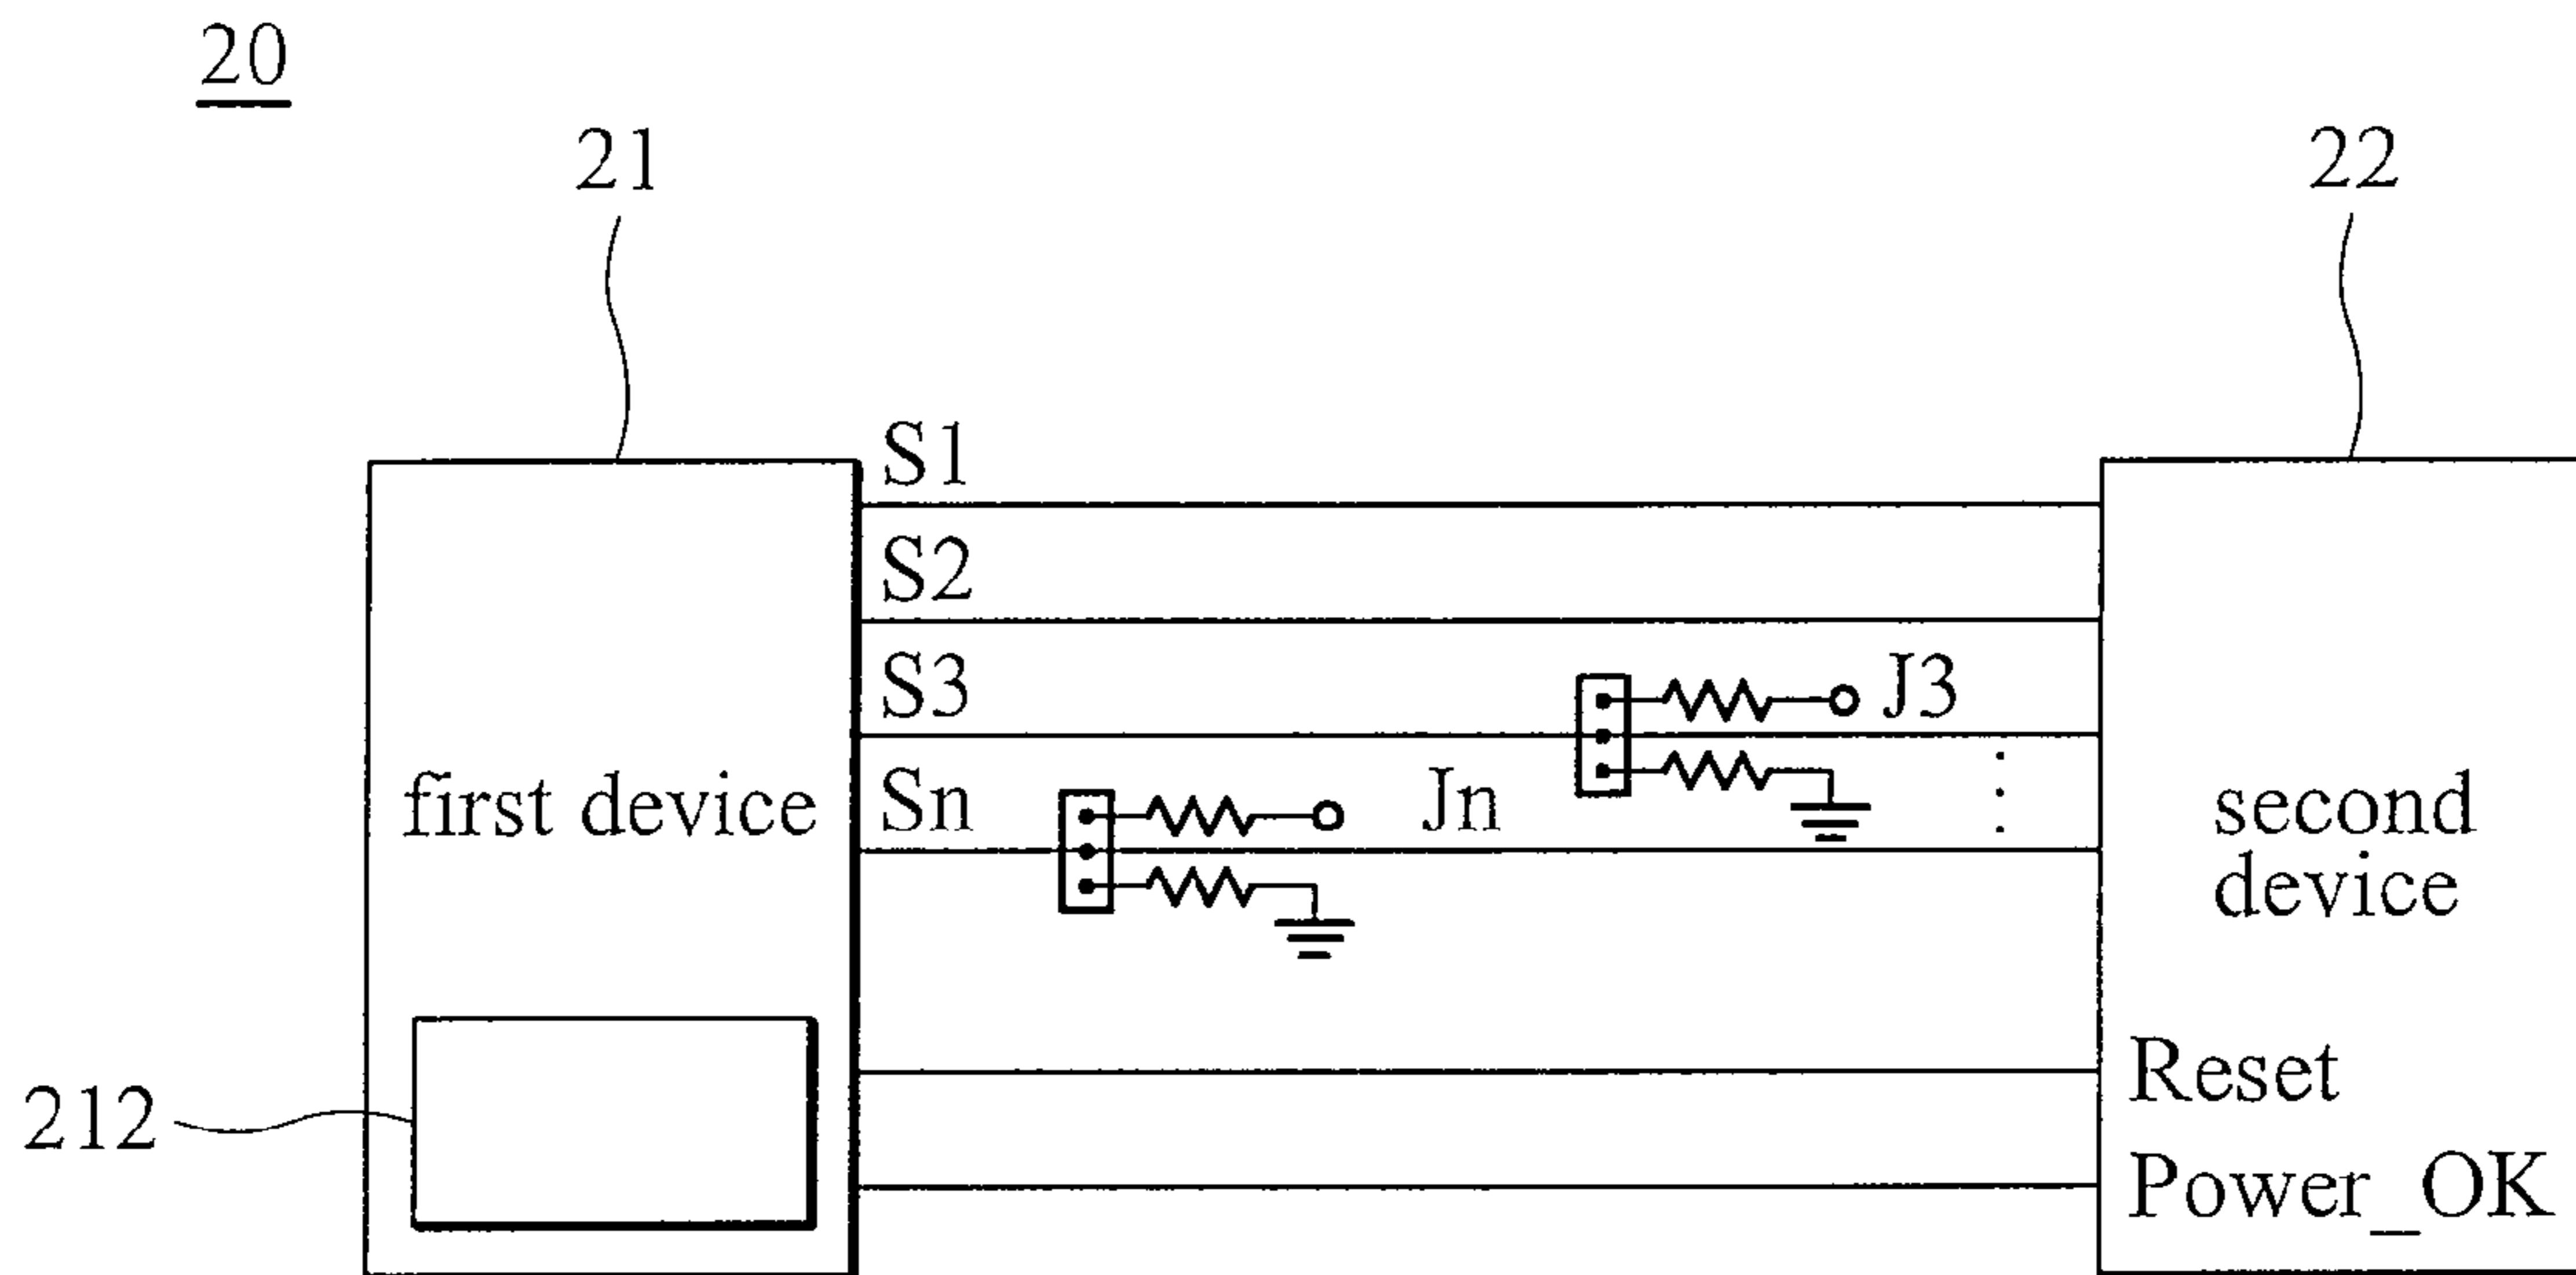 20
21
22
S1
S2
S3
J3
first device
Sn
Jn
second
device
212
Reset
Power_OK